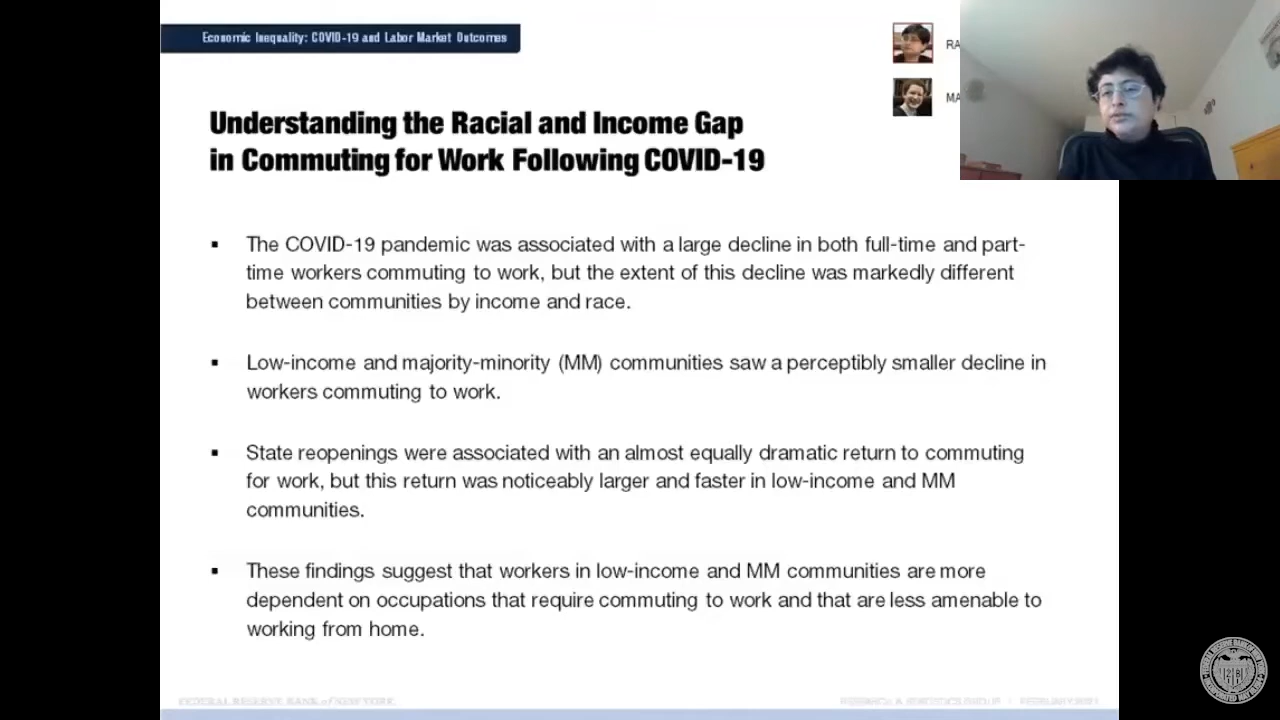 Economic Inequality: COVID-19 and Labor Market Outcomes
RA
MA
Understanding the Racial and Income Gap
in Commuting for Work Following COVID-19
▪ The COVID-19 pandemic was associated with a large decline in both full-time and part-
time workers commuting to work, but the extent of this decline was markedly different
between communities by income and race.
▪ Low-income and majority-minority (MM) communities saw a perceptibly smaller decline in
workers commuting to work.
▪ State reopenings were associated with an almost equally dramatic return to commuting
for work, but this return was noticeably larger and faster in low-income and MM
communities.
▪ These findings suggest that workers in low-income and MM communities are more
dependent on occupations that require commuting to work and that are less amenable to
working from home.
FEDERAL RESERVE BANK of NEW YORK